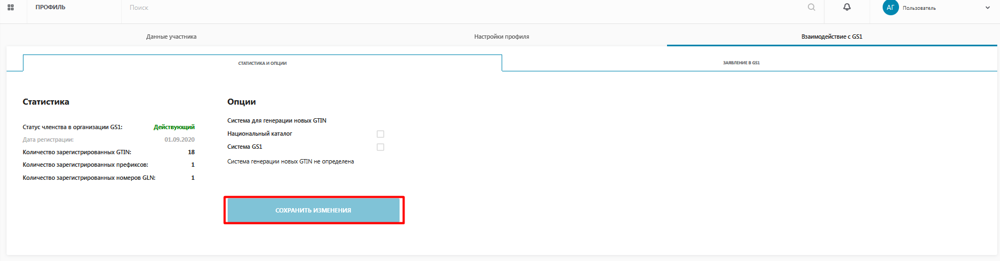 ПРОФИЛЬ
Поиск
АГ
Пользователь
Данные участника
Настройки профиля
Взаимодействие с GS1
СТАТИСТИКА И ОПЦИИ
ЗАЯВЛЕНИЕ В GS1
Статистика
Статус членства в организации GS1: Действующий
Дата регистрации: 01.09.2020
Количество зарегистрированных GTIN: 18
Количество зарегистрированных префиксов: 1
Количество зарегистрированных номеров GLN: 1
Опции
Система для генерации новых GTIN
Национальный каталог
Система GS1
Система генерации новых GTIN не определена
СОХРАНИТЬ ИЗМЕНЕНИЯ